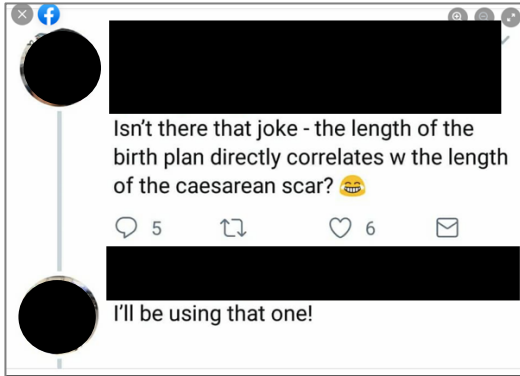 Isn’t there that joke - the length of the
birth plan directly correlates w the length
of the caesarean scar? 😂
5 6
I’ll be using that one!